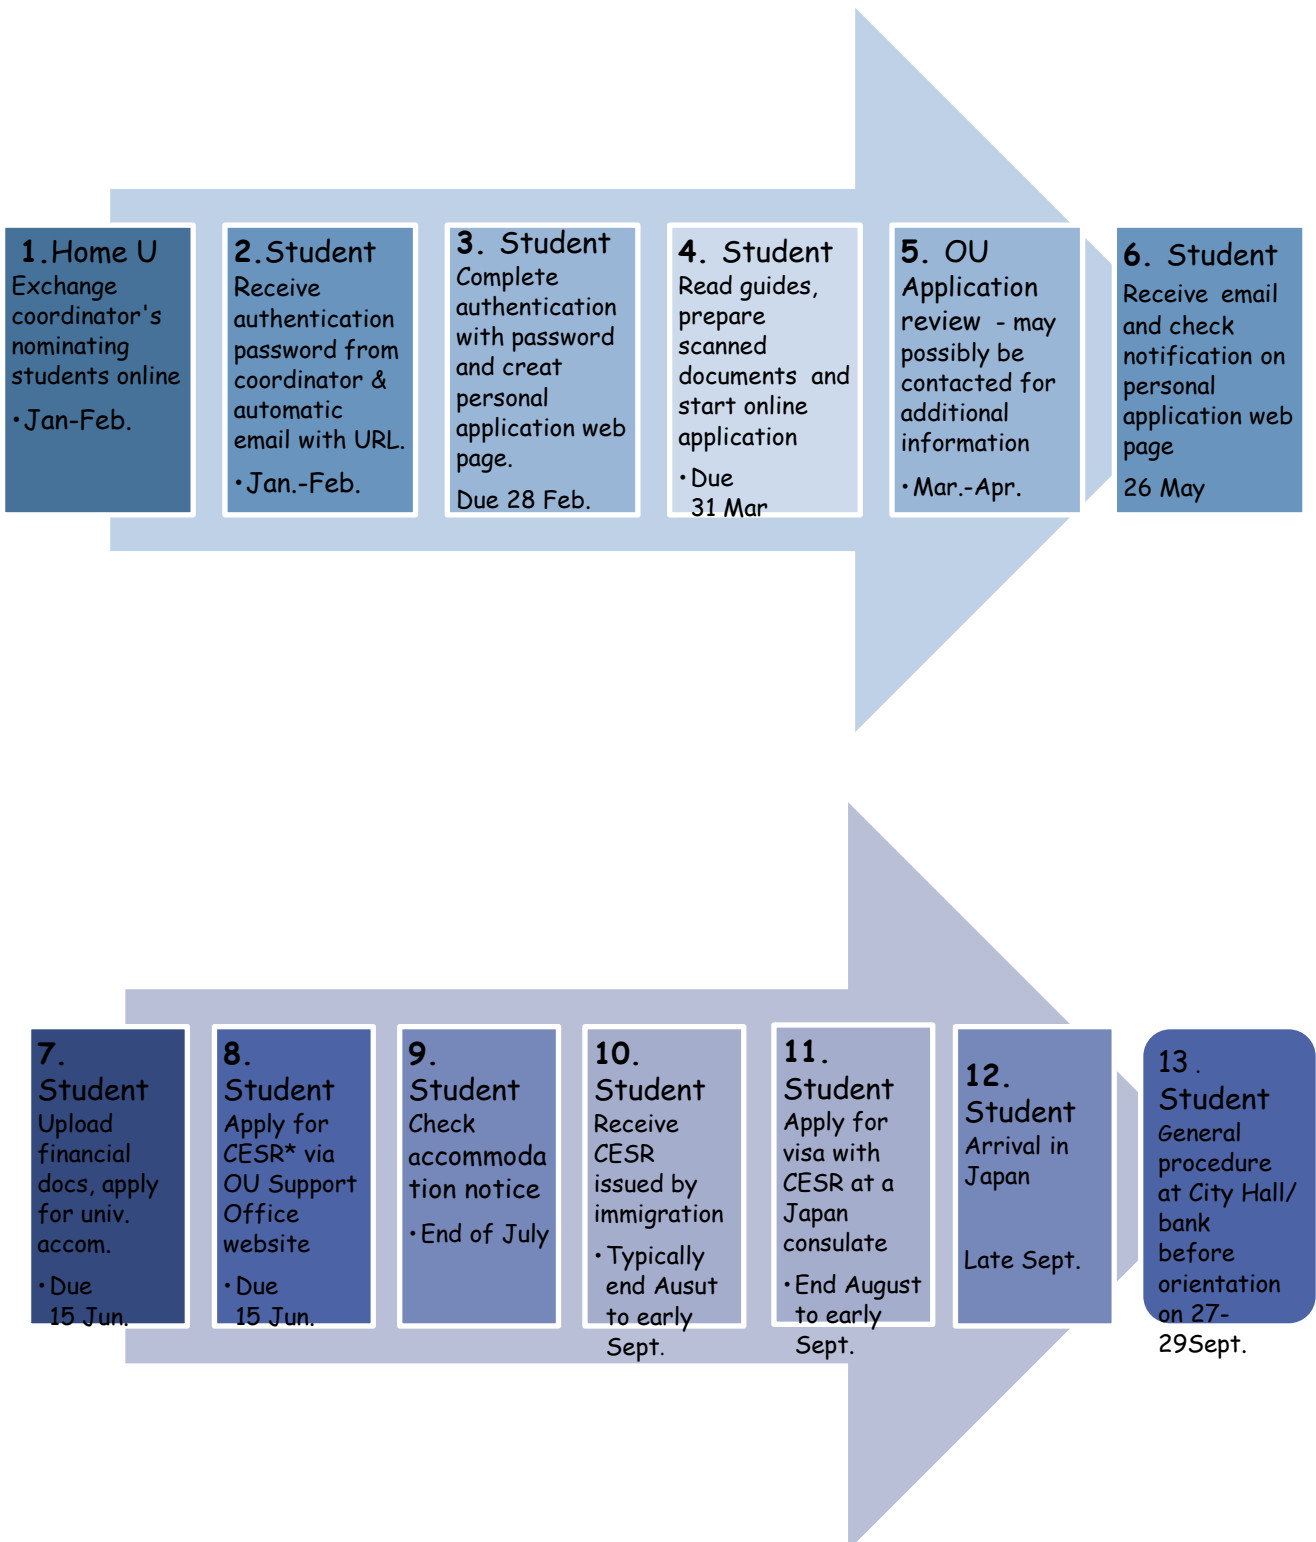 1.Home U
Exchange
coordinator's
nominating
students online
・Jan-Feb.
2.Student
Receive
authentication
password from
coordinator &
automatic
email with URL.
・Jan.-Feb.
3. Student
Complete
authentication
with password
and creat
personal
application web
page.
Due 28 Feb.
4. Student
Read guides,
prepare
scanned
documents and
start online
application
・Due
31 Mar
5. OU
Application
review - may
possibly be
contacted for
additional
information
・Mar.-Apr.
6. Student
Receive email
and check
notification on
personal
application web
page
26 May
7.
Student
Upload
financial
docs, apply
for univ.
accom.
・Due
15 Jun.
8.
Student
Apply for
CESR* via
OU Support
Office
website
・Due
15 Jun.
9.
Student
Check
accommoda
tion notice
・End of July
10.
Student
Receive
CESR
issued by
immigration
・Typically
end Ausut
to early
Sept.
11.
Student
Apply for
visa with
CESR at a
Japan
consulate
・End August
to early
Sept.
12.
Student
Arrival in
Japan
Late Sept.
13.
Student
General
procedure
at City Hall/
bank
before
orientation
on 27-
29Sept.